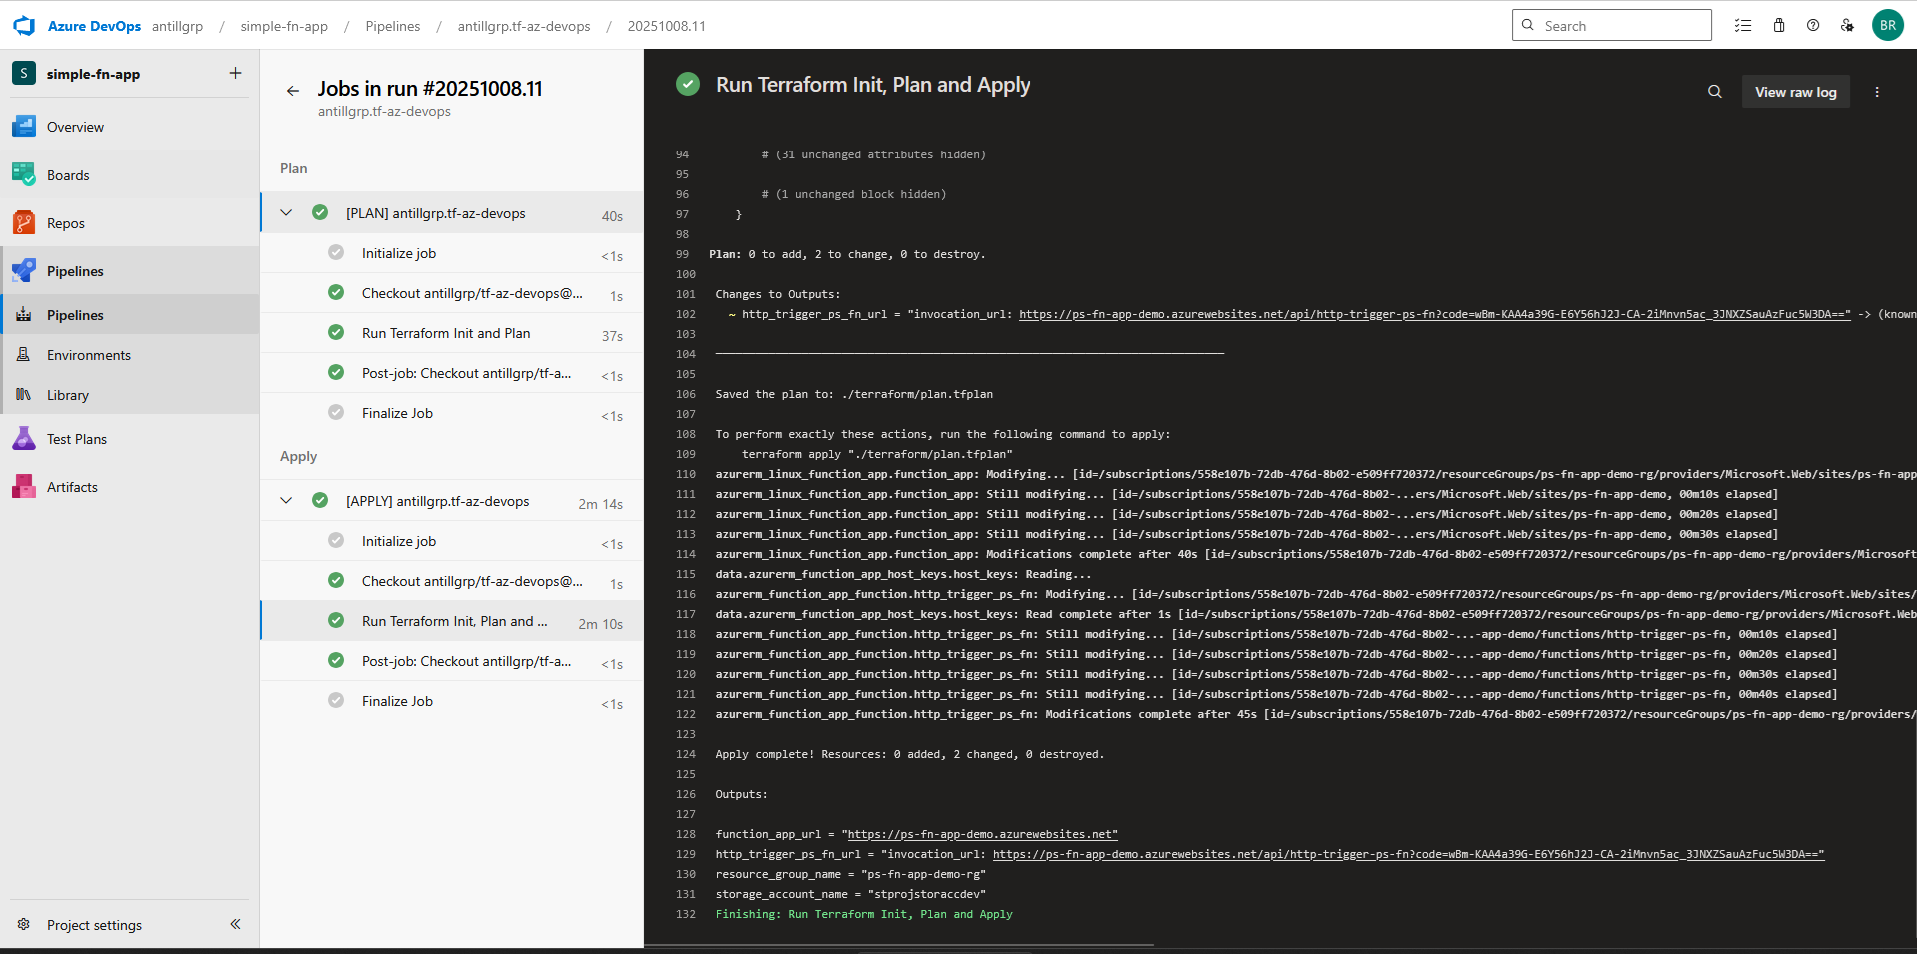 Azure DevOps antillgrp / simple-fn-app / Pipelines / antillgrp.tf-az-devops / 20251008.11
Search
BR
S simple-fn-app +
Overview
Boards
Repos
Pipelines
Pipelines
Environments
Library
Test Plans
Artifacts
Project settings
Jobs in run #20251008.11
antillgrp.tf-az-devops
Plan
[PLAN] antillgrp.tf-az-devops 40s
Initialize job <1s
Checkout antillgrp/tf-az-devops@... 1s
Run Terraform Init and Plan 37s
Post-job: Checkout antillgrp/tf-a... <1s
Finalize Job <1s
Apply
[APPLY] antillgrp.tf-az-devops 2m 14s
Initialize job <1s
Checkout antillgrp/tf-az-devops@... 1s
Run Terraform Init, Plan and ... 2m 10s
Post-job: Checkout antillgrp/tf-a... <1s
Finalize Job <1s
Run Terraform Init, Plan and Apply
View raw log
94 # (31 unchanged attributes hidden)
95
96 # (1 unchanged block hidden)
97 }
98
99 Plan: 0 to add, 2 to change, 0 to destroy.
100
101 Changes to Outputs:
102 ~ http_trigger_ps_fn_url = "invocation_url: https://ps-fn-app-demo.azurewebsites.net/api/http-trigger-ps-fn?code=wBm-KAA4a39G-E6Y56hJ2J-CA-2iMnvn5ac_3JNXZSauAzFuc5W3DA==" -> (known
103
104
105
106 Saved the plan to: ./terraform/plan.tfplan
107
108 To perform exactly these actions, run the following command to apply:
109 terraform apply "./terraform/plan.tfplan"
110 azurerm_linux_function_app.function_app: Modifying... [id=/subscriptions/558e107b-72db-476d-8b02-e509ff720372/resourceGroups/ps-fn-app-demo-rg/providers/Microsoft.Web/sites/ps-fn-app
111 azurerm_linux_function_app.function_app: Still modifying... [id=/subscriptions/558e107b-72db-476d-8b02-...ers/Microsoft.Web/sites/ps-fn-app-demo, 00m10s elapsed]
112 azurerm_linux_function_app.function_app: Still modifying... [id=/subscriptions/558e107b-72db-476d-8b02-...ers/Microsoft.Web/sites/ps-fn-app-demo, 00m20s elapsed]
113 azurerm_linux_function_app.function_app: Still modifying... [id=/subscriptions/558e107b-72db-476d-8b02-...ers/Microsoft.Web/sites/ps-fn-app-demo, 00m30s elapsed]
114 azurerm_linux_function_app.function_app: Modifications complete after 40s [id=/subscriptions/558e107b-72db-476d-8b02-e509ff720372/resourceGroups/ps-fn-app-demo-rg/providers/Microsoft
115 data.azurerm_function_app_host_keys.host_keys: Reading...
116 azurerm_function_app_function.http_trigger_ps_fn: Modifying... [id=/subscriptions/558e107b-72db-476d-8b02-e509ff720372/resourceGroups/ps-fn-app-demo-rg/providers/Microsoft.Web/sites/
117 data.azurerm_function_app_host_keys.host_keys: Read complete after 1s [id=/subscriptions/558e107b-72db-476d-8b02-e509ff720372/resourceGroups/ps-fn-app-demo-rg/providers/Microsoft.Web
118 azurerm_function_app_function.http_trigger_ps_fn: Still modifying... [id=/subscriptions/558e107b-72db-476d-8b02-...-app-demo/functions/http-trigger-ps-fn, 00m10s elapsed]
119 azurerm_function_app_function.http_trigger_ps_fn: Still modifying... [id=/subscriptions/558e107b-72db-476d-8b02-...-app-demo/functions/http-trigger-ps-fn, 00m20s elapsed]
120 azurerm_function_app_function.http_trigger_ps_fn: Still modifying... [id=/subscriptions/558e107b-72db-476d-8b02-...-app-demo/functions/http-trigger-ps-fn, 00m30s elapsed]
121 azurerm_function_app_function.http_trigger_ps_fn: Still modifying... [id=/subscriptions/558e107b-72db-476d-8b02-...-app-demo/functions/http-trigger-ps-fn, 00m40s elapsed]
122 azurerm_function_app_function.http_trigger_ps_fn: Modifications complete after 45s [id=/subscriptions/558e107b-72db-476d-8b02-e509ff720372/resourceGroups/ps-fn-app-demo-rg/providers/
123
124 Apply complete! Resources: 0 added, 2 changed, 0 destroyed.
125
126 Outputs:
127
128 function_app_url = "https://ps-fn-app-demo.azurewebsites.net"
129 http_trigger_ps_fn_url = "invocation_url: https://ps-fn-app-demo.azurewebsites.net/api/http-trigger-ps-fn?code=wBm-KAA4a39G-E6Y56hJ2J-CA-2iMnvn5ac_3JNXZSauAzFuc5W3DA=="
130 resource_group_name = "ps-fn-app-demo-rg"
131 storage_account_name = "stprojstoraccdev"
132 Finishing: Run Terraform Init, Plan and Apply